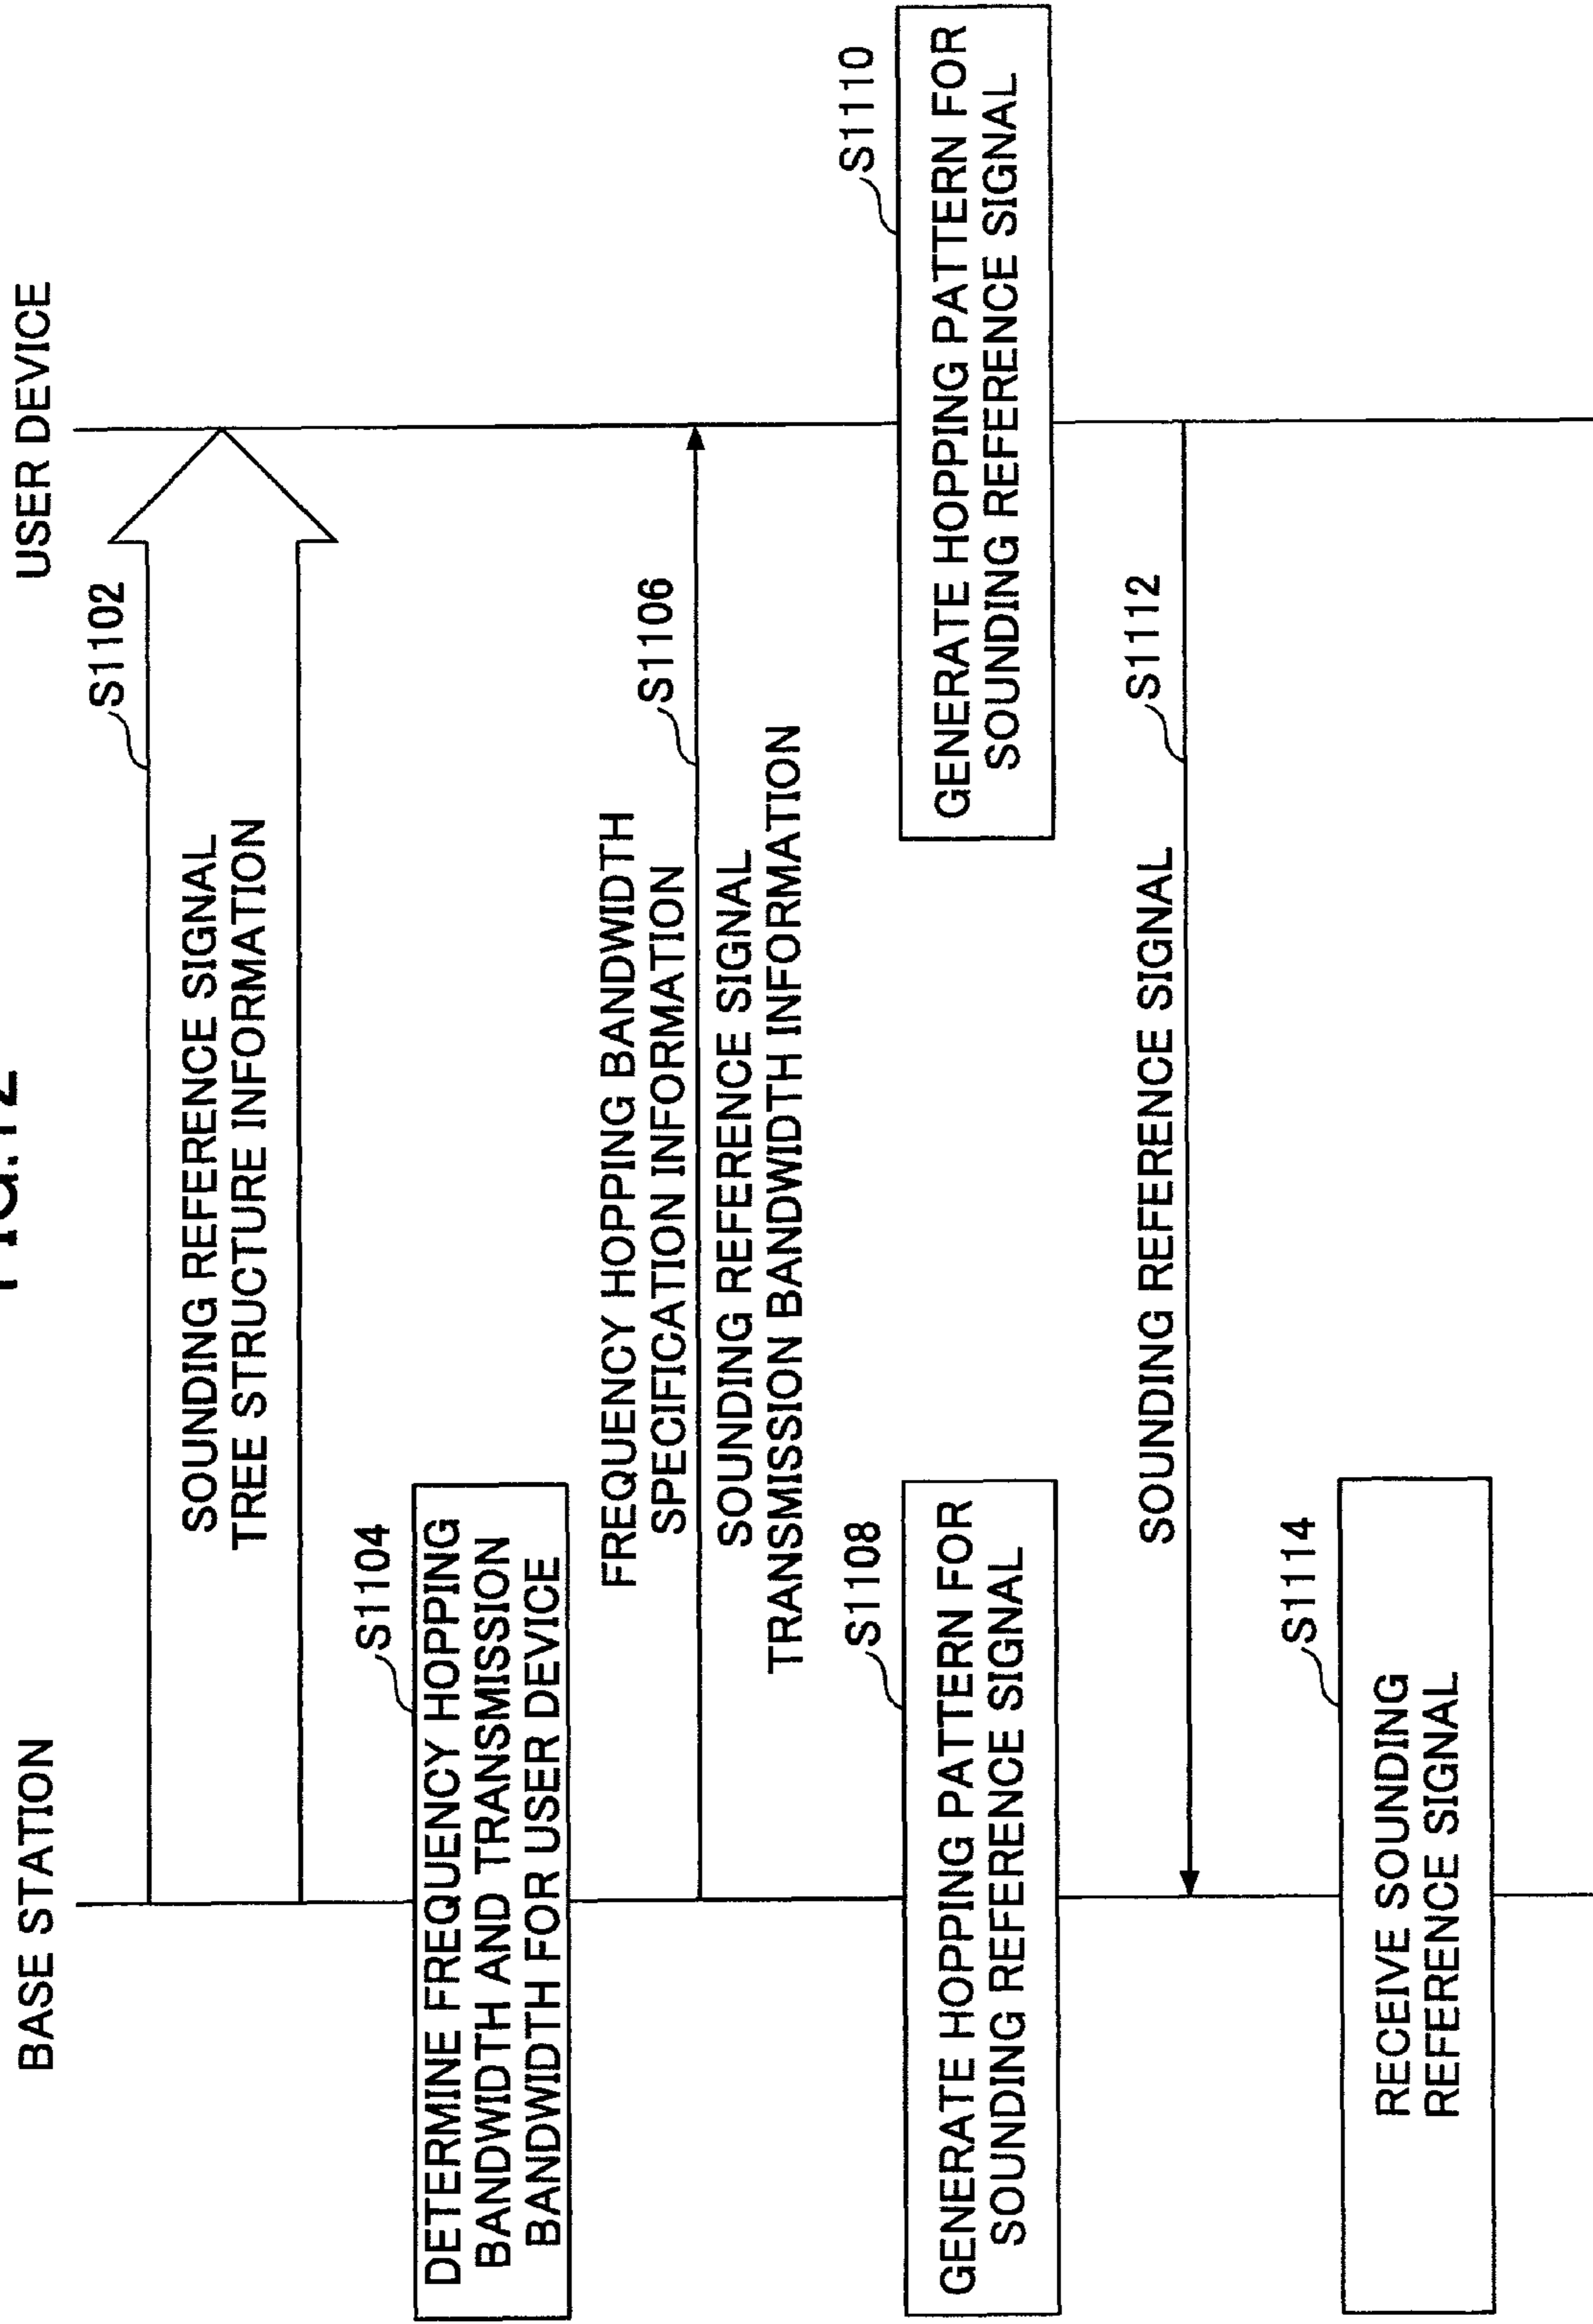 FIG.12
BASE STATION
USER DEVICE
S1102
SOUNDING REFERENCE SIGNAL
TREE STRUCTURE INFORMATION
S1104
DETERMINE FREQUENCY HOPPING
BANDWIDTH AND TRANSMISSION
BANDWIDTH FOR USER DEVICE
FREQUENCY HOPPING BANDWIDTH
SPECIFICATION INFORMATION
S1106
SOUNDING REFERENCE SIGNAL
TRANSMISSION BANDWIDTH INFORMATION
S1108
GENERATE HOPPING PATTERN FOR
SOUNDING REFERENCE SIGNAL
S1110
GENERATE HOPPING PATTERN FOR
SOUNDING REFERENCE SIGNAL
SOUNDING REFERENCE SIGNAL
S1112
S1114
RECEIVE SOUNDING
REFERENCE SIGNAL